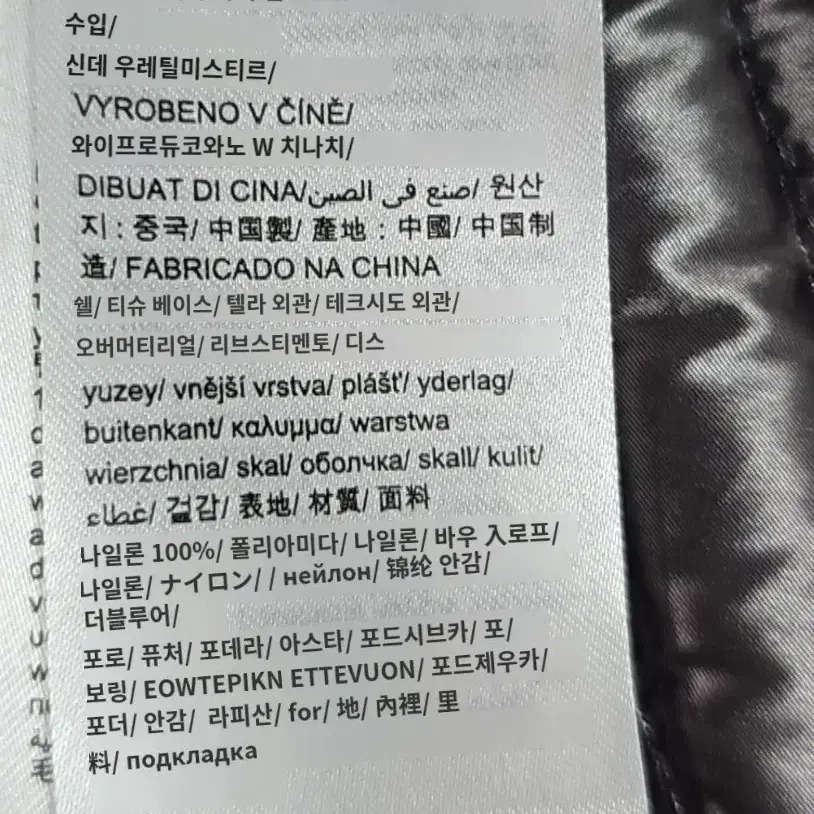 수입/
신데 우레틸미스티르/
VYROBENO V ČÍNĚ/
와이프로듀코와노 W 치나치/
DIBUAT DI CINA/صنع في الصين/ 원산
지 : 중국/ 中国製/ 產地 : 中國/ 中国制
造/ FABRICADO NA CHINA
쉘/ 티슈 베이스/ 텔라 외관/ 테크시도 외관/
오버머티리얼/ 리브스티멘토/ 디스
yuzey/ vnější vrstva/ plášť/ yderlag/
buitenkant/ καλυμμα/ warstwa
wierzchnia/ skal/ оболчка/ skall/ kulit/
غطاء/ 겉감/ 表地/ 材質/ 面料
나일론 100%/ 폴리아미다/ 나일론/ 바우 入로프/
나일론/ ナイロン/ / нейлон/ 锦纶 안감/
더블루어/
포로/ 퓨처/ 포데라/ 아스타/ 포드시브카/ 포/
보링/ EOWTEPIKN ETTEVUON/ 포드제우카/
포더/ 안감/ 라피산/ for/ 地/ 內裡/ 里
料/ подкладка